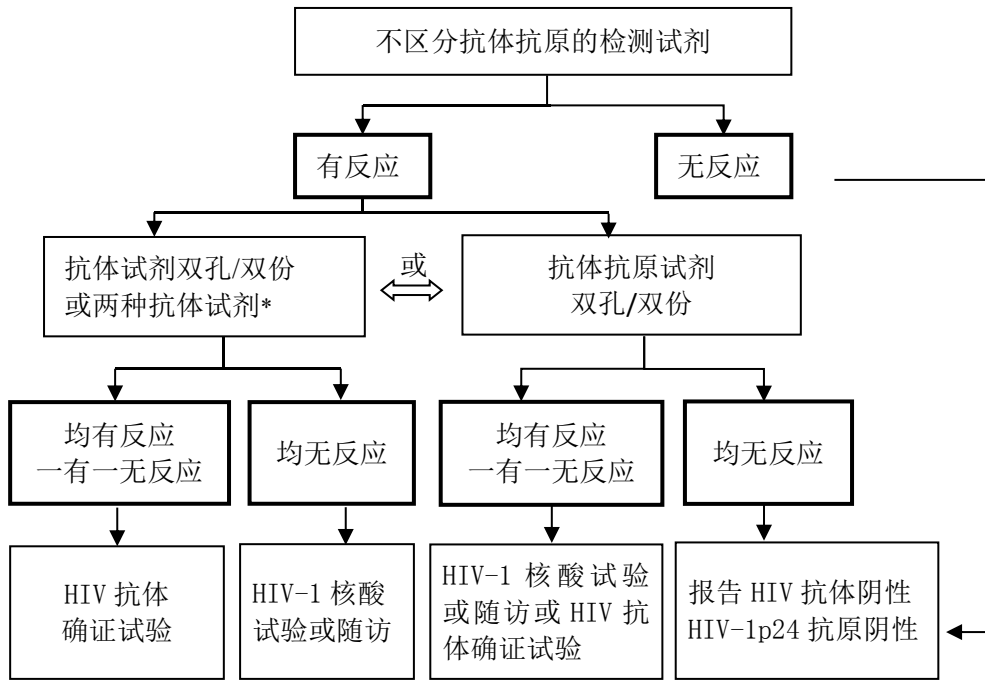 不区分抗体抗原的检测试剂
有反应
无反应
抗体试剂双孔/双份
或两种抗体试剂*
或
抗体抗原试剂
双孔/双份
均有反应
一有一无反应
均无反应
均有反应
一有一无反应
均无反应
HIV 抗体
确证试验
HIV-1 核酸
试验或随访
HIV-1 核酸试验
或随访或 HIV 抗
体确证试验
报告 HIV 抗体阴性
HIV-1p24 抗原阴性